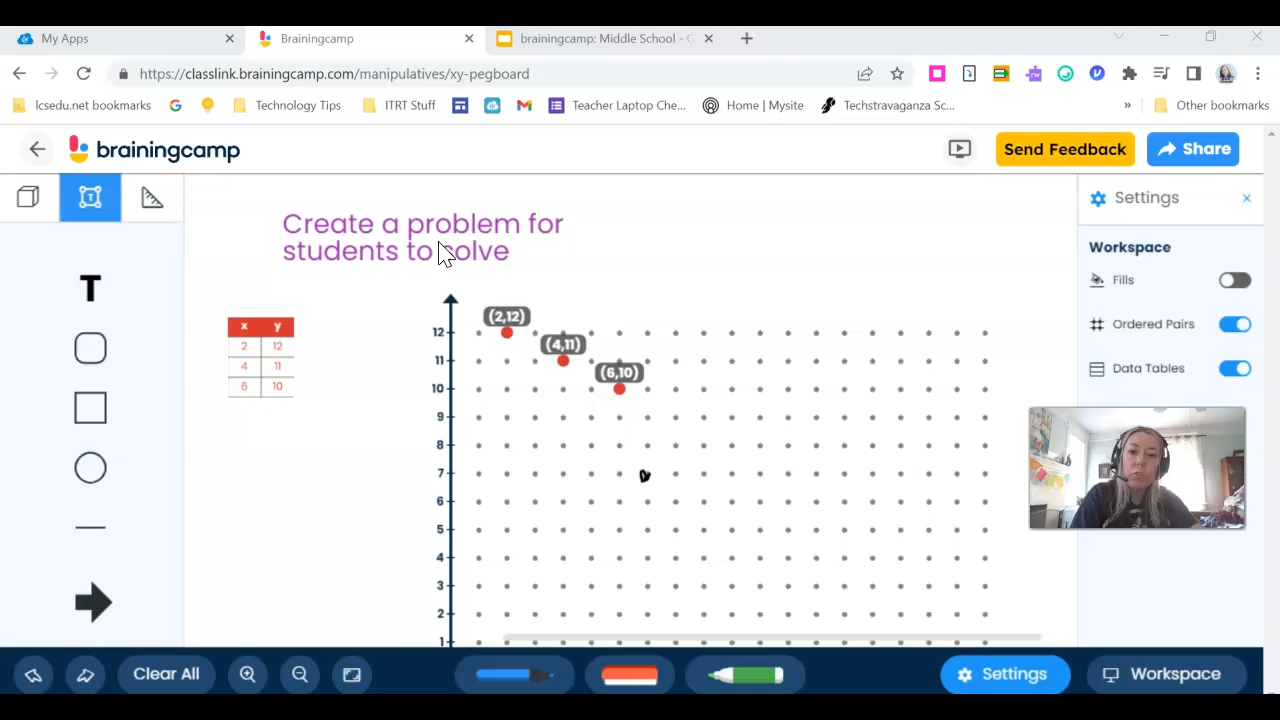 My Apps
Brainingcamp
brainingcamp: Middle School - G
https://classlink.brainingcamp.com/manipulatives/xy-pegboard
lcsedu.net bookmarks
Technology Tips
ITRT Stuff
Teacher Laptop Che...
Home | Mysite
Techstravaganza Sc...
»
Other bookmarks
brainingcamp
Send Feedback
Share
T
Settings
Create a problem for
students to solve
Workspace
Fills
Ordered Pairs
Data Tables
x y
2 12
4 11
6 10
(2,12)
(4,11)
(6,10)
12
11
10
9
8
7
6
5
4
3
2
1
T
Clear All
Settings
Workspace